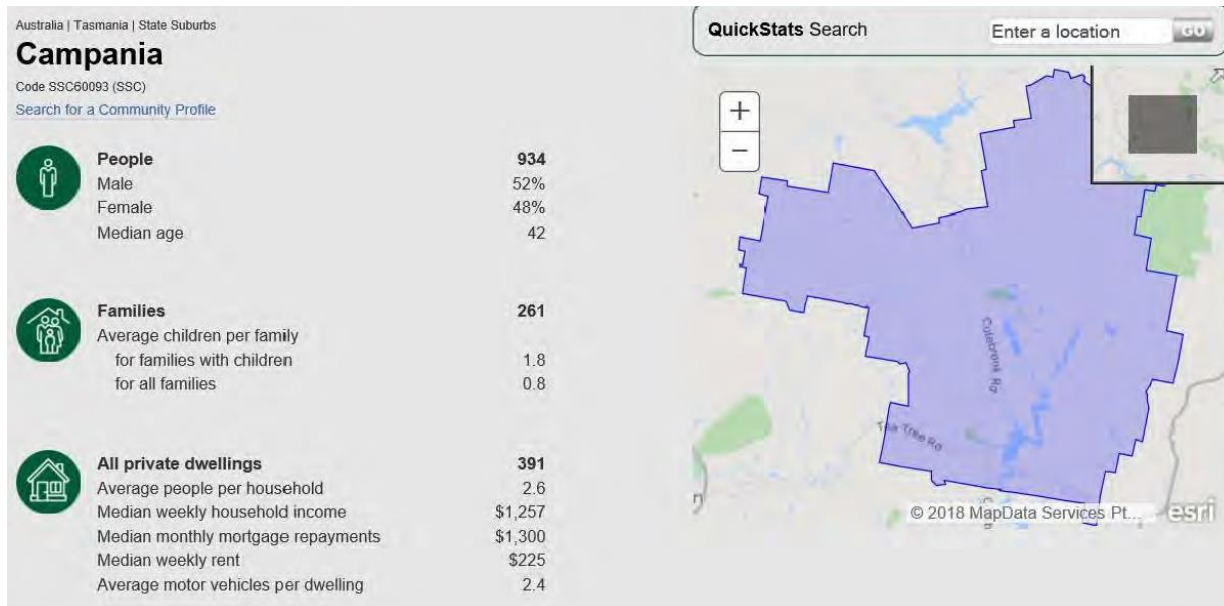 Australia | Tasmania | State Suburbs
Campania
Code SSC60093 (SSC)
Search for a Community Profile
People 934
Male 52%
Female 48%
Median age 42
Families 261
Average children per family
for families with children 1.8
for all families 0.8
All private dwellings 391
Average people per household 2.6
Median weekly household income $1,257
Median monthly mortgage repayments $1,300
Median weekly rent $225
Average motor vehicles per dwelling 2.4
QuickStats Search Enter a location GO
+
−
Colebrook Rd
Tea Tree Rd
© 2018 MapData Services Pt...
esri